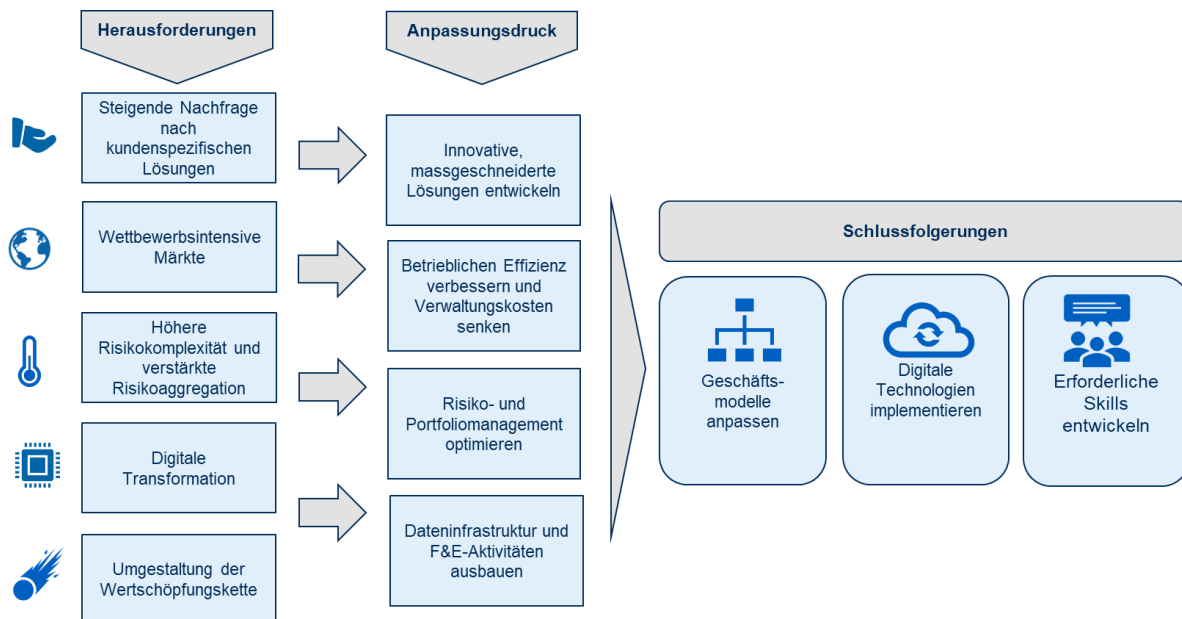 Herausforderungen
Steigende Nachfrage
nach
kundenspezifischen
Lösungen
Wettbewerbsintensive
Märkte
Höhere
Risikokomplexität und
verstärkte
Risikoaggregation
Digitale
Transformation
Umgestaltung der
Wertschöpfungskette
Anpassungsdruck
Innovative,
massgeschneiderte
Lösungen entwickeln
Betrieblichen Effizienz
verbessern und
Verwaltungskosten
senken
Risiko- und
Portfoliomanagement
optimieren
Dateninfrastruktur und
F&E-Aktivitäten
ausbauen
Schlussfolgerungen
Geschäfts-
modelle
anpassen
Digitale
Technologien
implementieren
Erforderliche
Skills
entwickeln